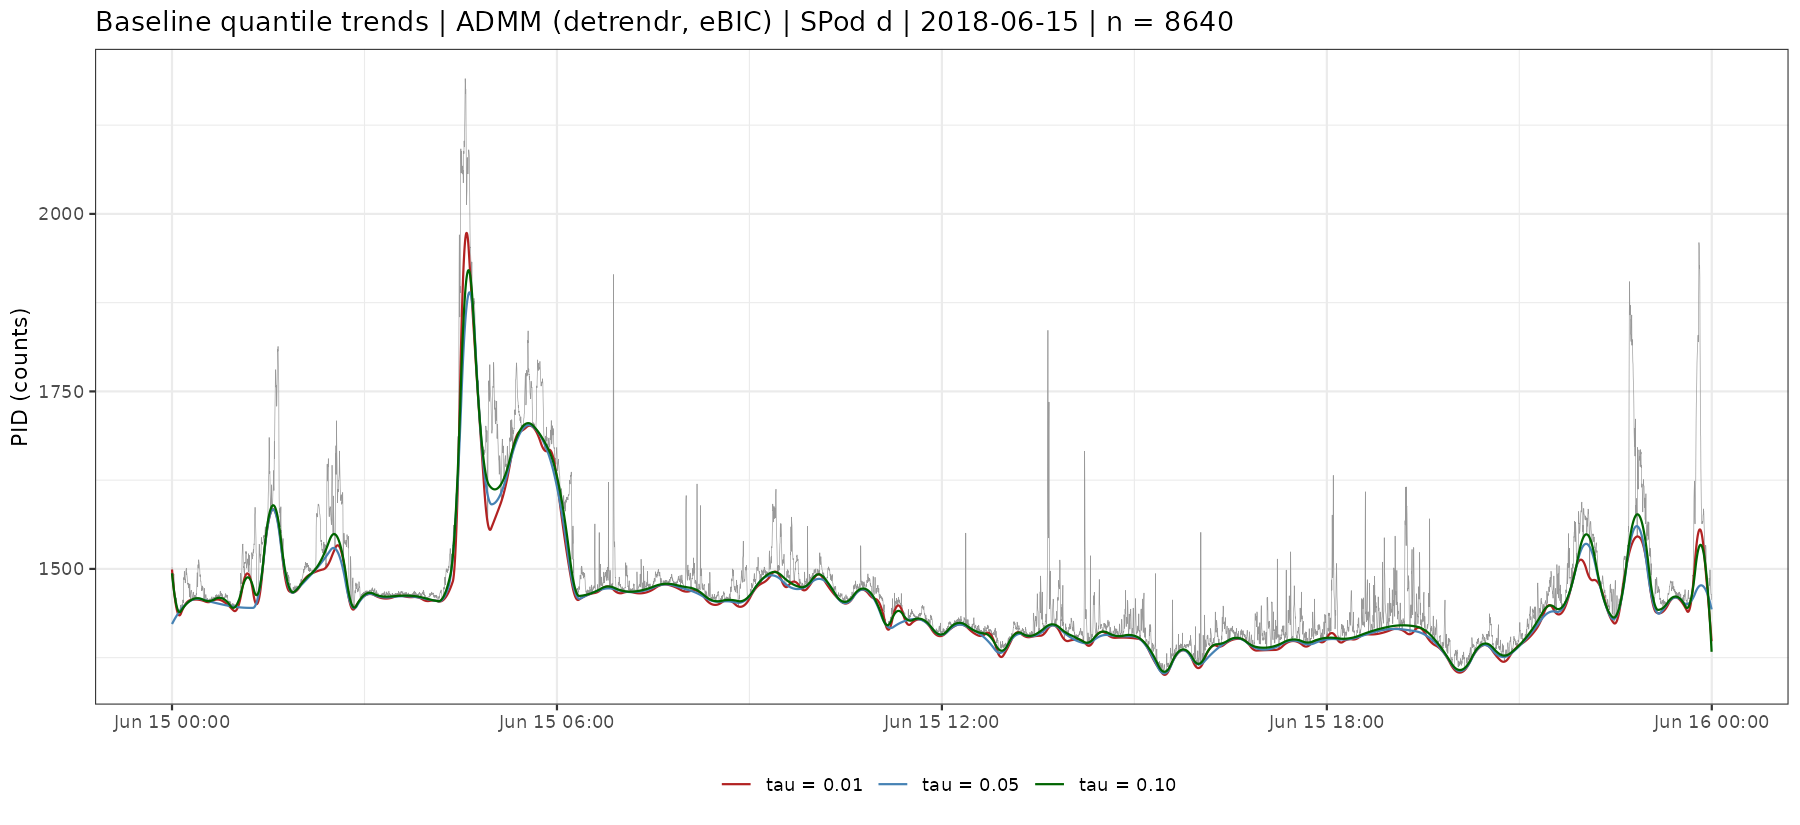 Baseline quantile trends | ADMM (detrendr, eBIC) | SPod d | 2018-06-15 | n = 8640
PID (counts)
2000
1750
1500
Jun 15 00:00
Jun 15 06:00
Jun 15 12:00
Jun 15 18:00
Jun 16 00:00
tau = 0.01
tau = 0.05
tau = 0.10